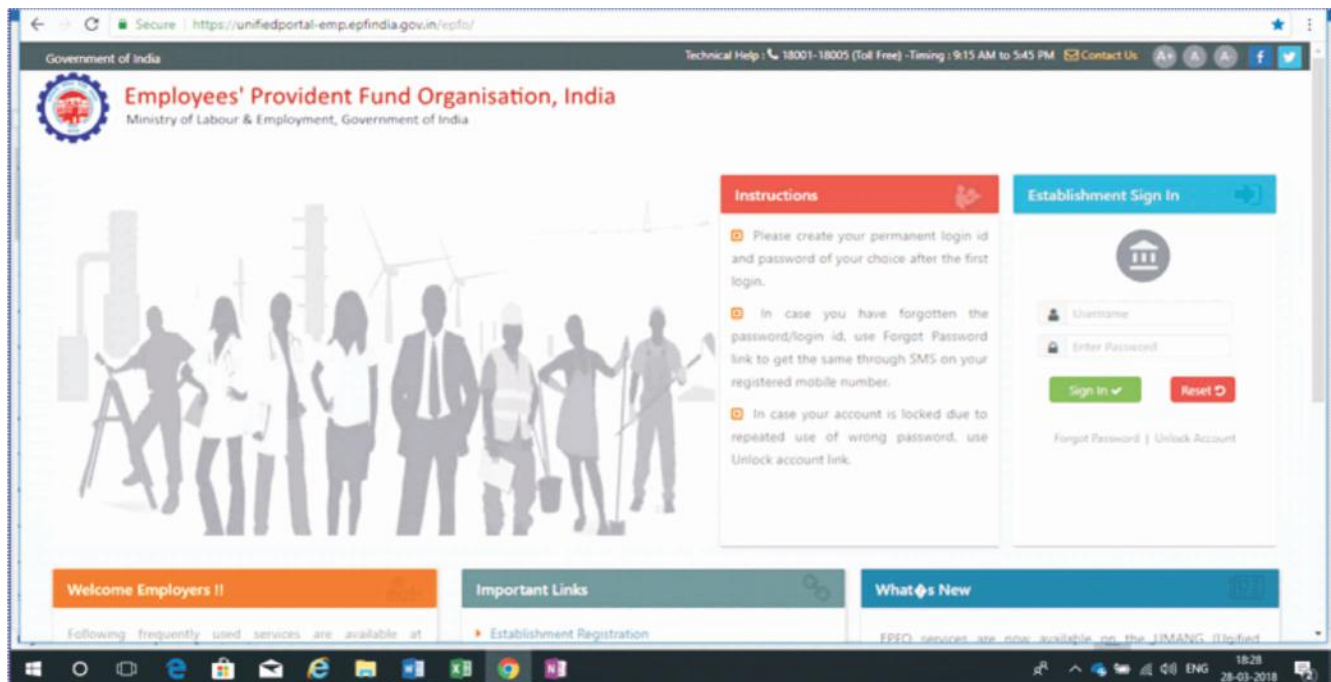 Secure | https://unifiedportal-emp.epfindia.gov.in/epfo/
Government of India
Technical Help : 18001-18005 (Toll Free) -Timing : 9:15 AM to 5:45 PM Contact Us A+ A A-
Employees' Provident Fund Organisation, India
Ministry of Labour & Employment, Government of India
Instructions
Please create your permanent login id
and password of your choice after the first
login.
In case you have forgotten the
password/login id, use Forgot Password
link to get the same through SMS on your
registered mobile number.
In case your account is locked due to
repeated use of wrong password, use
Unlock account link.
Establishment Sign In
Username
Enter Password
Sign In Reset
Forgot Password | Unlock Account
Welcome Employers !!
Following frequently used services are available at
Important Links
Establishment Registration
What�s New
EPFO services are now available on the UMANG (Unified
ENG
18:28
28-03-2018